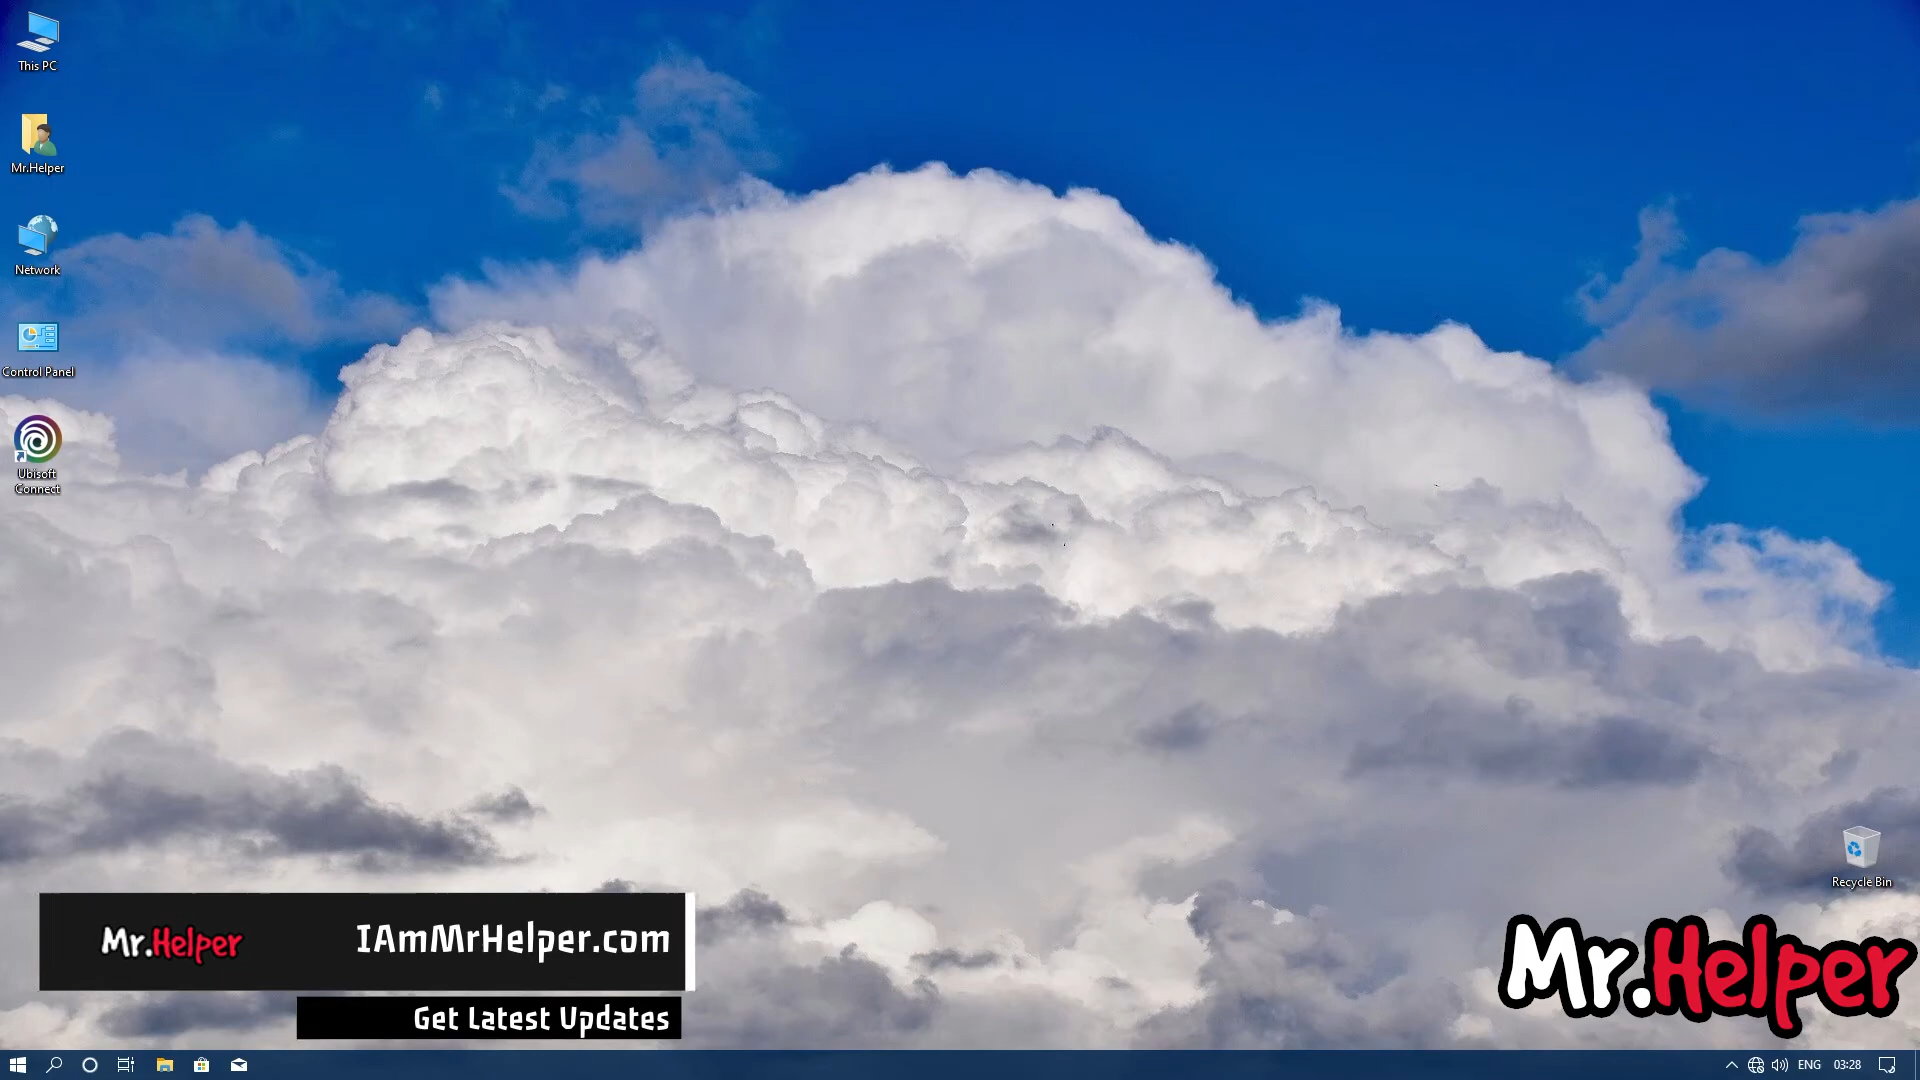 This PC
Mr.Helper
Network
Control Panel
Ubisoft
Connect
Recycle Bin
Mr.Helper
IAmMrHelper.com
Get Latest Updates
Mr.Helper
ENG
03:28